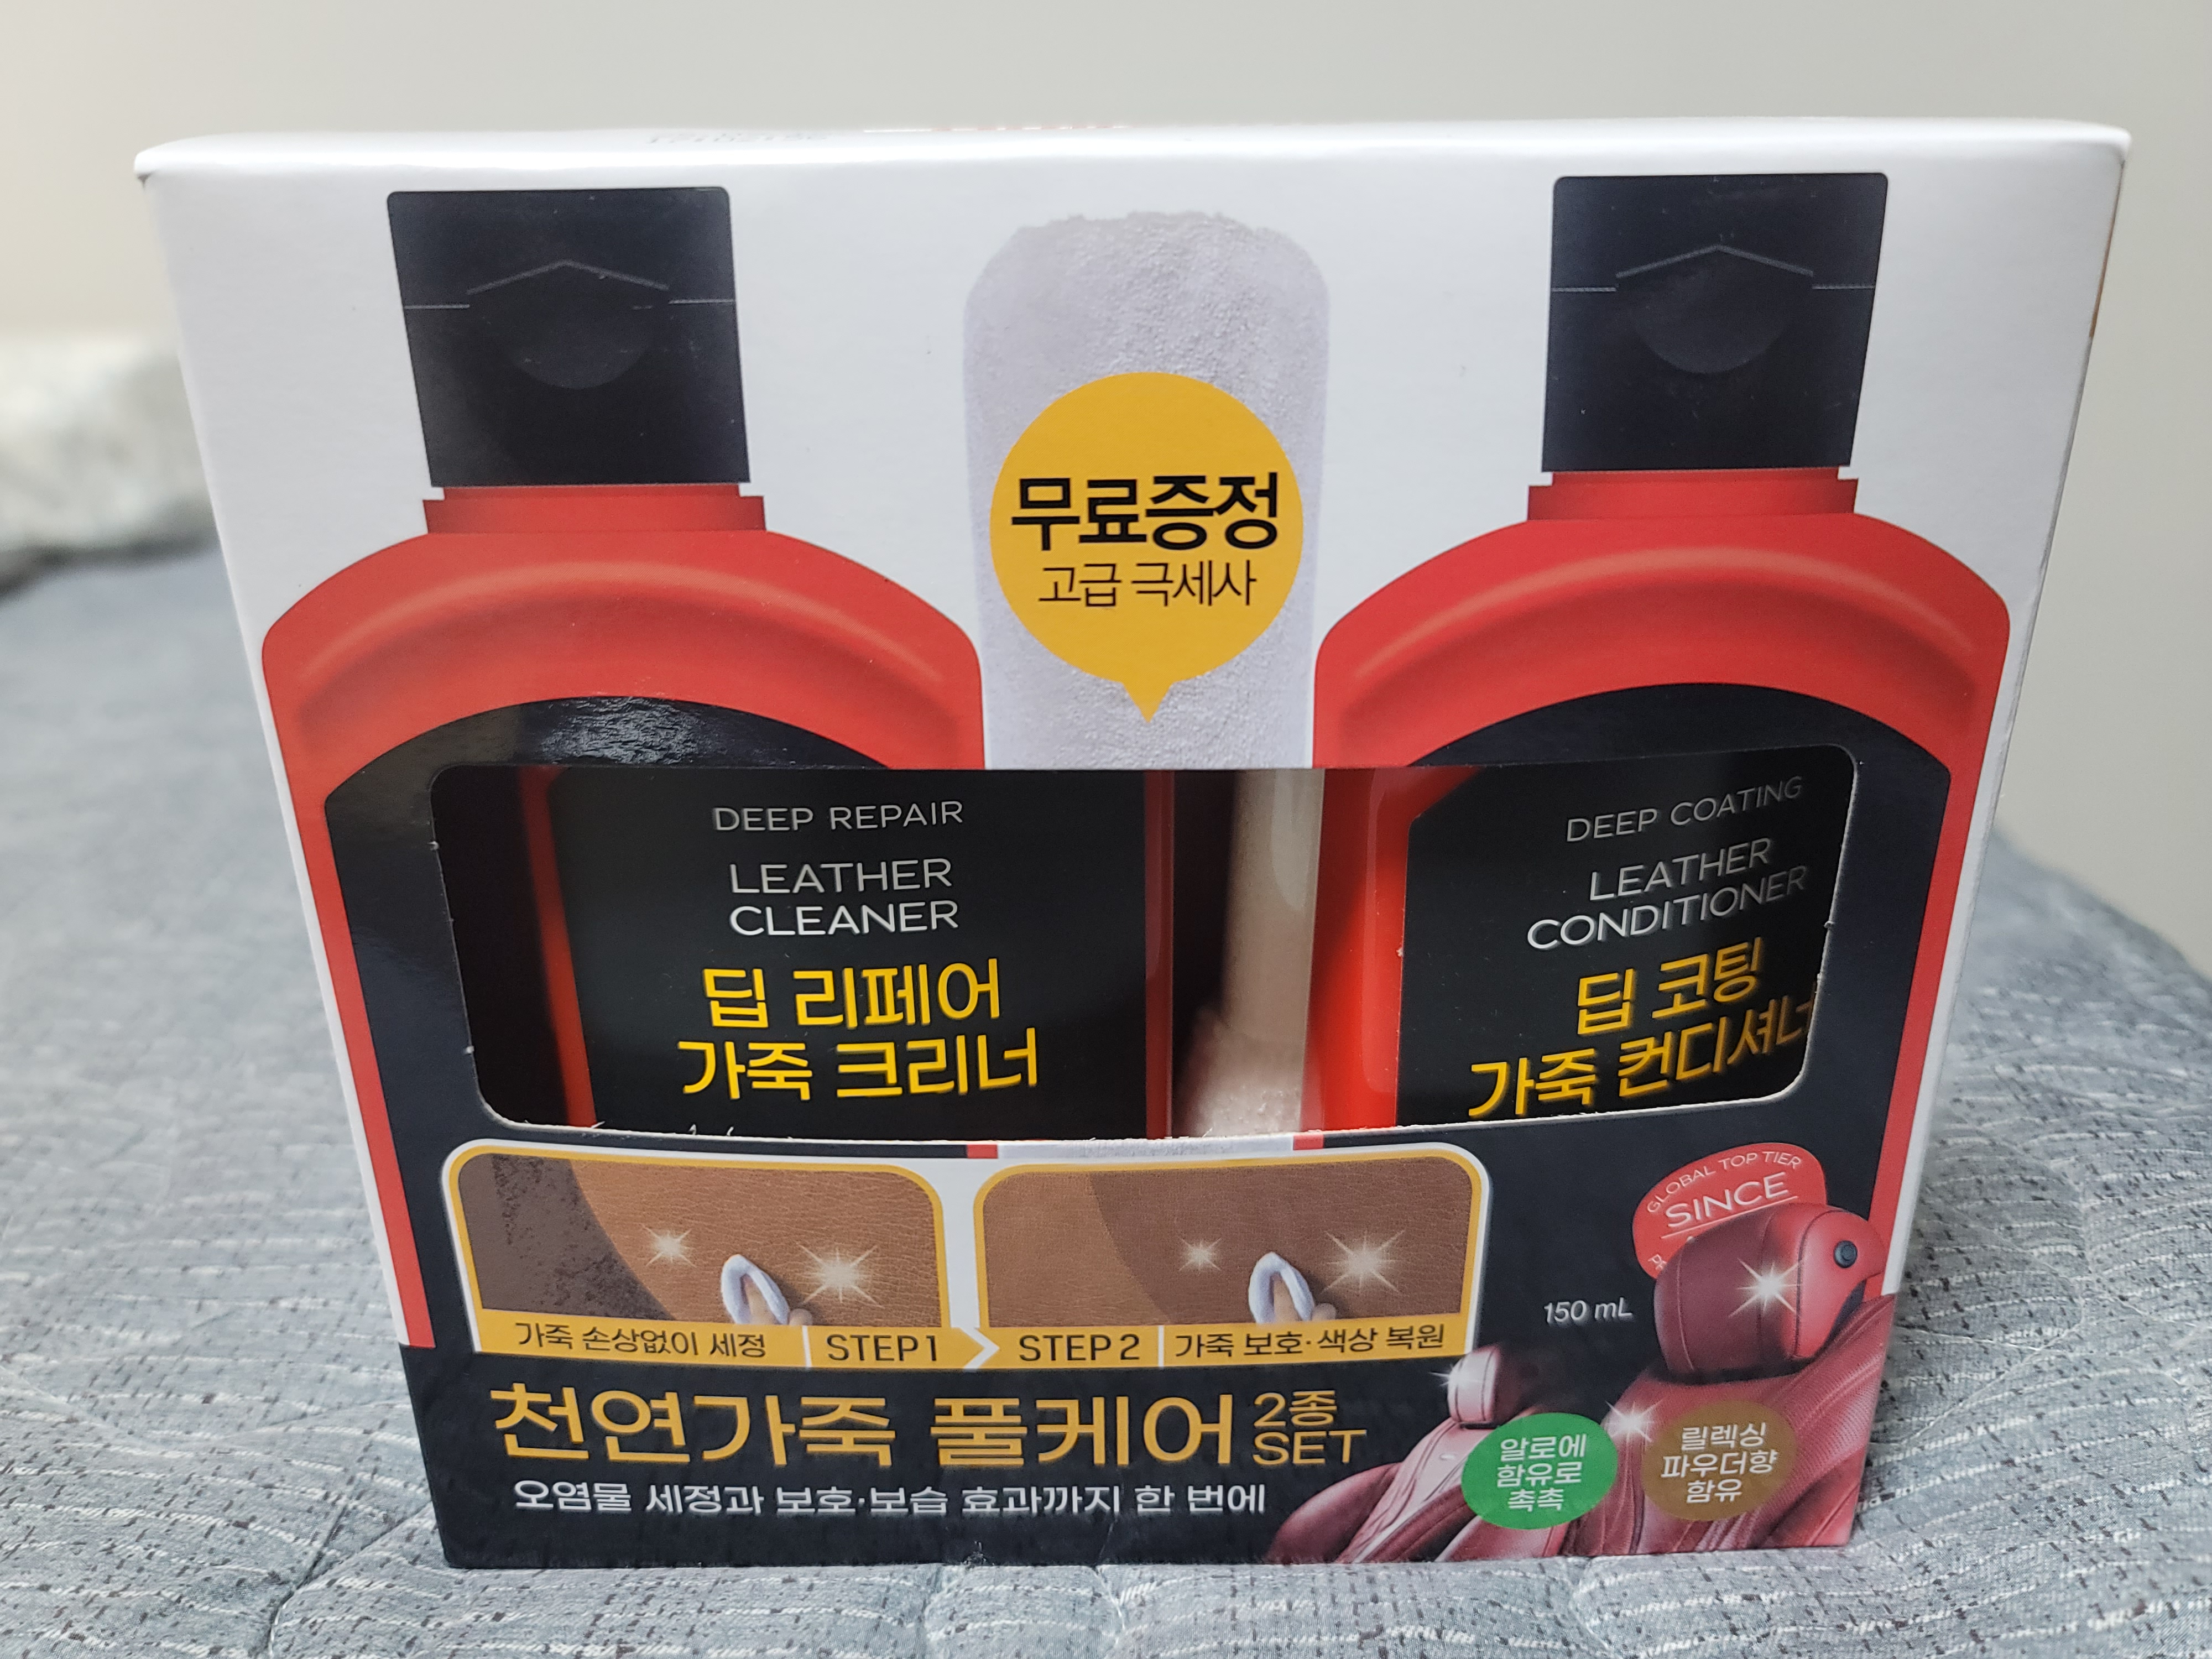 무료증정
고급 극세사
DEEP REPAIR
LEATHER
CLEANER
딥 리페어
가죽 크리너
DEEP COATING
LEATHER
CONDITIONER
딥 코팅
가죽 컨디셔너
가죽 손상없이 세정
STEP 1
STEP 2
가죽 보호·색상 복원
GLOBAL TOP TIER
SINCE
150 mL
천연가죽 풀케어 2종
SET
오염물 세정과 보호·보습 효과까지 한 번에
알로에
함유로
촉촉
릴렉싱
파우더향
함유